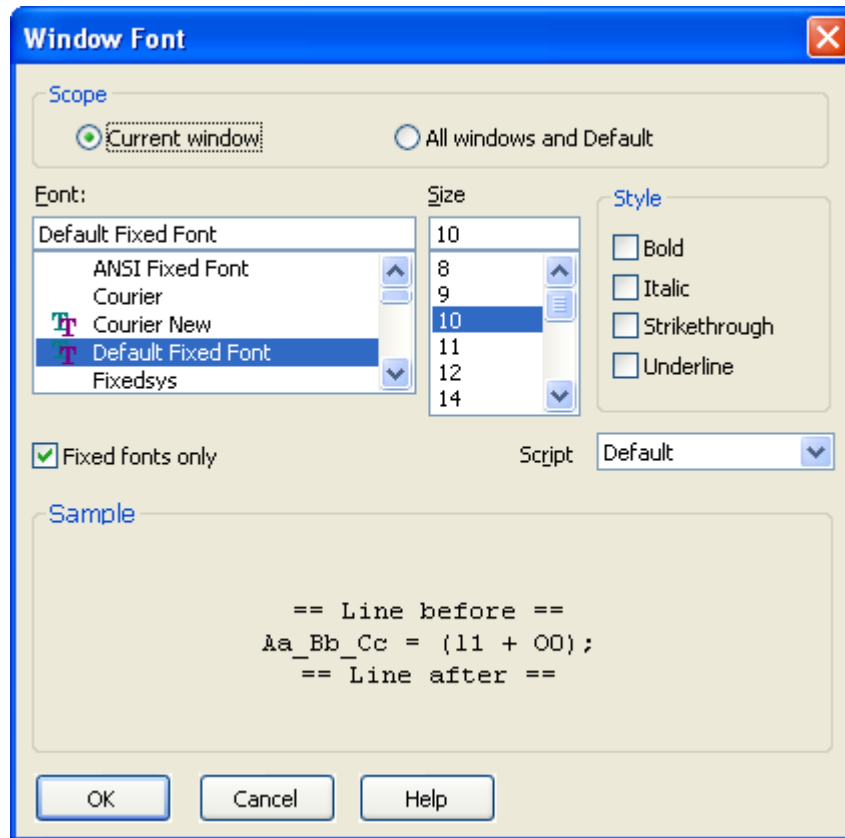 Window Font
Scope
Current window
All windows and Default
Font:
Size
Style
Default Fixed Font
10
ANSI Fixed Font
Courier
Courier New
Default Fixed Font
Fixedsys
8
9
10
11
12
14
Bold
Italic
Strikethrough
Underline
Fixed fonts only
Script
Default
Sample
== Line before ==
Aa_Bb_Cc = (l1 + O0);
== Line after ==
OK
Cancel
Help